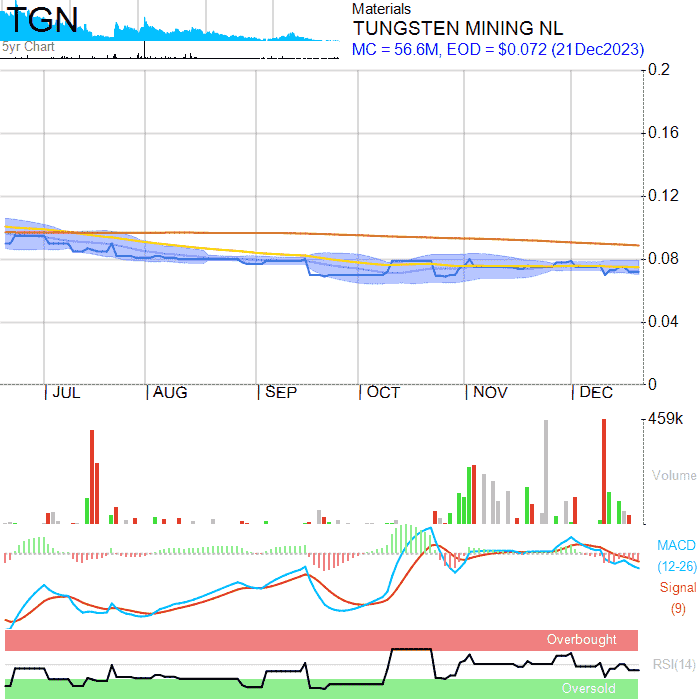 TGN
5yr Chart
Materials
TUNGSTEN MINING NL
MC = 56.6M, EOD = $0.072 (21Dec2023)
0.2
0.16
0.12
0.08
0.04
0
JUL
AUG
SEP
OCT
NOV
DEC
459k
Volume
MACD
(12-26)
Signal
(9)
Overbought
RSI(14)
Oversold